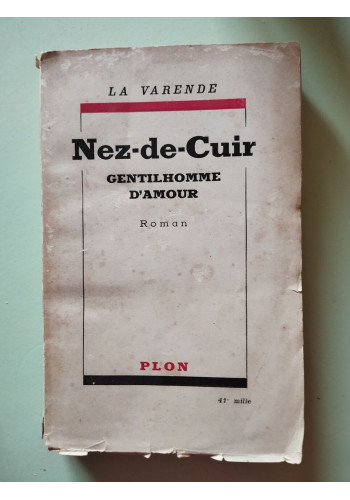 LA VARENDE
Nez-de-Cuir
GENTILHOMME
D'AMOUR
Roman
PLON
41e mille